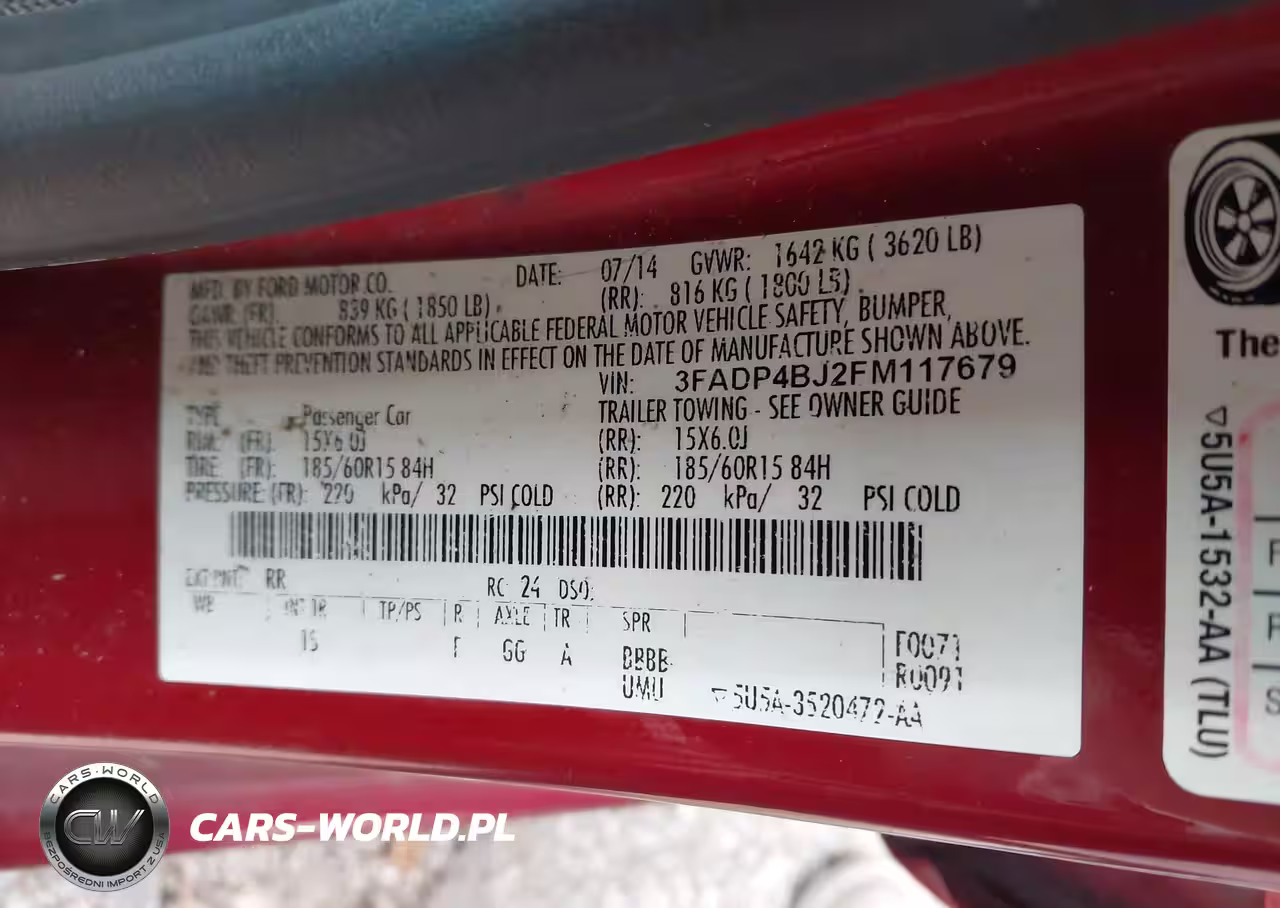 MFD. BY FORD MOTOR CO. DATE: 07/14 GVWR: 1642 KG ( 3620 LB)
GAWR: (FR): 839 KG ( 1850 LB). (RR): 816 KG ( 1800 LB).
THIS VEHICLE CONFORMS TO ALL APPLICABLE FEDERAL MOTOR VEHICLE SAFETY, BUMPER,
AND THEFT PREVENTION STANDARDS IN EFFECT ON THE DATE OF MANUFACTURE SHOWN ABOVE.
VIN: 3FADP4BJ2FM117679
TYPE Passenger Car TRAILER TOWING - SEE OWNER GUIDE
RIM: (FR): 15X6.0J (RR): 15X6.0J
TIRE: (FR): 185/60R15 84H (RR): 185/60R15 84H
PRESSURE: (FR): 220 kPa/ 32 PSI COLD (RR): 220 kPa/ 32 PSI COLD
EXT PNT: RR RC: 24 DSO:
WB INT TR TP/PS R AXLE TR SPR
15 F GG A BBBB F0071
UMU R0091
▽5U5A-3520472-AA
The
▽5U5A-1532-AA (TLU)
F
S
CARS-WORLD
CW
BEZPOŚREDNI IMPORT Z USA
CARS-WORLD.PL